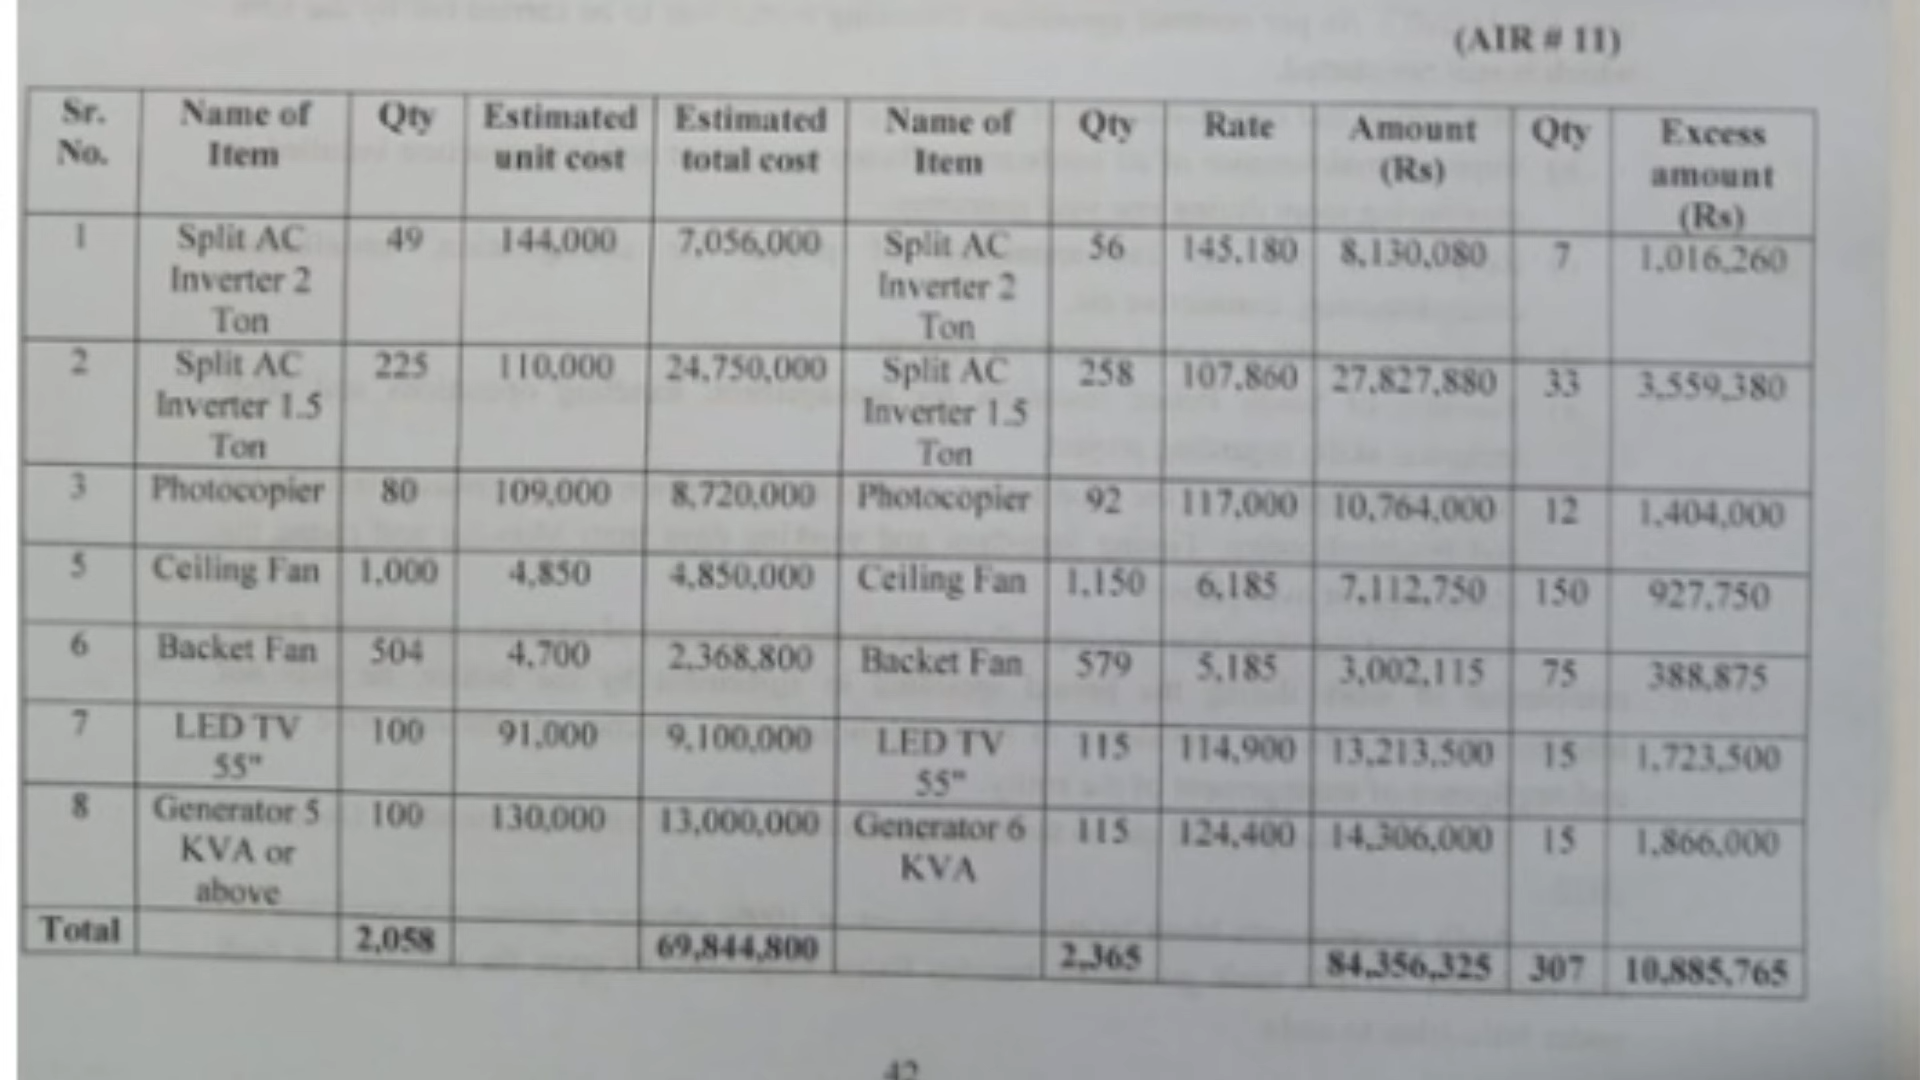 (AIR # 11)
Sr. No. | Name of Item | Qty | Estimated unit cost | Estimated total cost | Name of Item | Qty | Rate | Amount (Rs) | Qty | Excess amount (Rs)
1 | Split AC Inverter 2 Ton | 49 | 144,000 | 7,056,000 | Split AC Inverter 2 Ton | 56 | 145,180 | 8,130,080 | 7 | 1,016,260
2 | Split AC Inverter 1.5 Ton | 225 | 110,000 | 24,750,000 | Split AC Inverter 1.5 Ton | 258 | 107,860 | 27,827,880 | 33 | 3,559,380
3 | Photocopier | 80 | 109,000 | 8,720,000 | Photocopier | 92 | 117,000 | 10,764,000 | 12 | 1,404,000
5 | Ceiling Fan | 1,000 | 4,850 | 4,850,000 | Ceiling Fan | 1,150 | 6,185 | 7,112,750 | 150 | 927,750
6 | Backet Fan | 504 | 4,700 | 2,368,800 | Backet Fan | 579 | 5,185 | 3,002,115 | 75 | 388,875
7 | LED TV 55" | 100 | 91,000 | 9,100,000 | LED TV 55" | 115 | 114,900 | 13,213,500 | 15 | 1,723,500
8 | Generator 5 KVA or above | 100 | 130,000 | 13,000,000 | Generator 6 KVA | 115 | 124,400 | 14,306,000 | 15 | 1,866,000
Total | 2,058 | 69,844,800 | 2,365 | 84,356,325 | 307 | 10,885,765
42